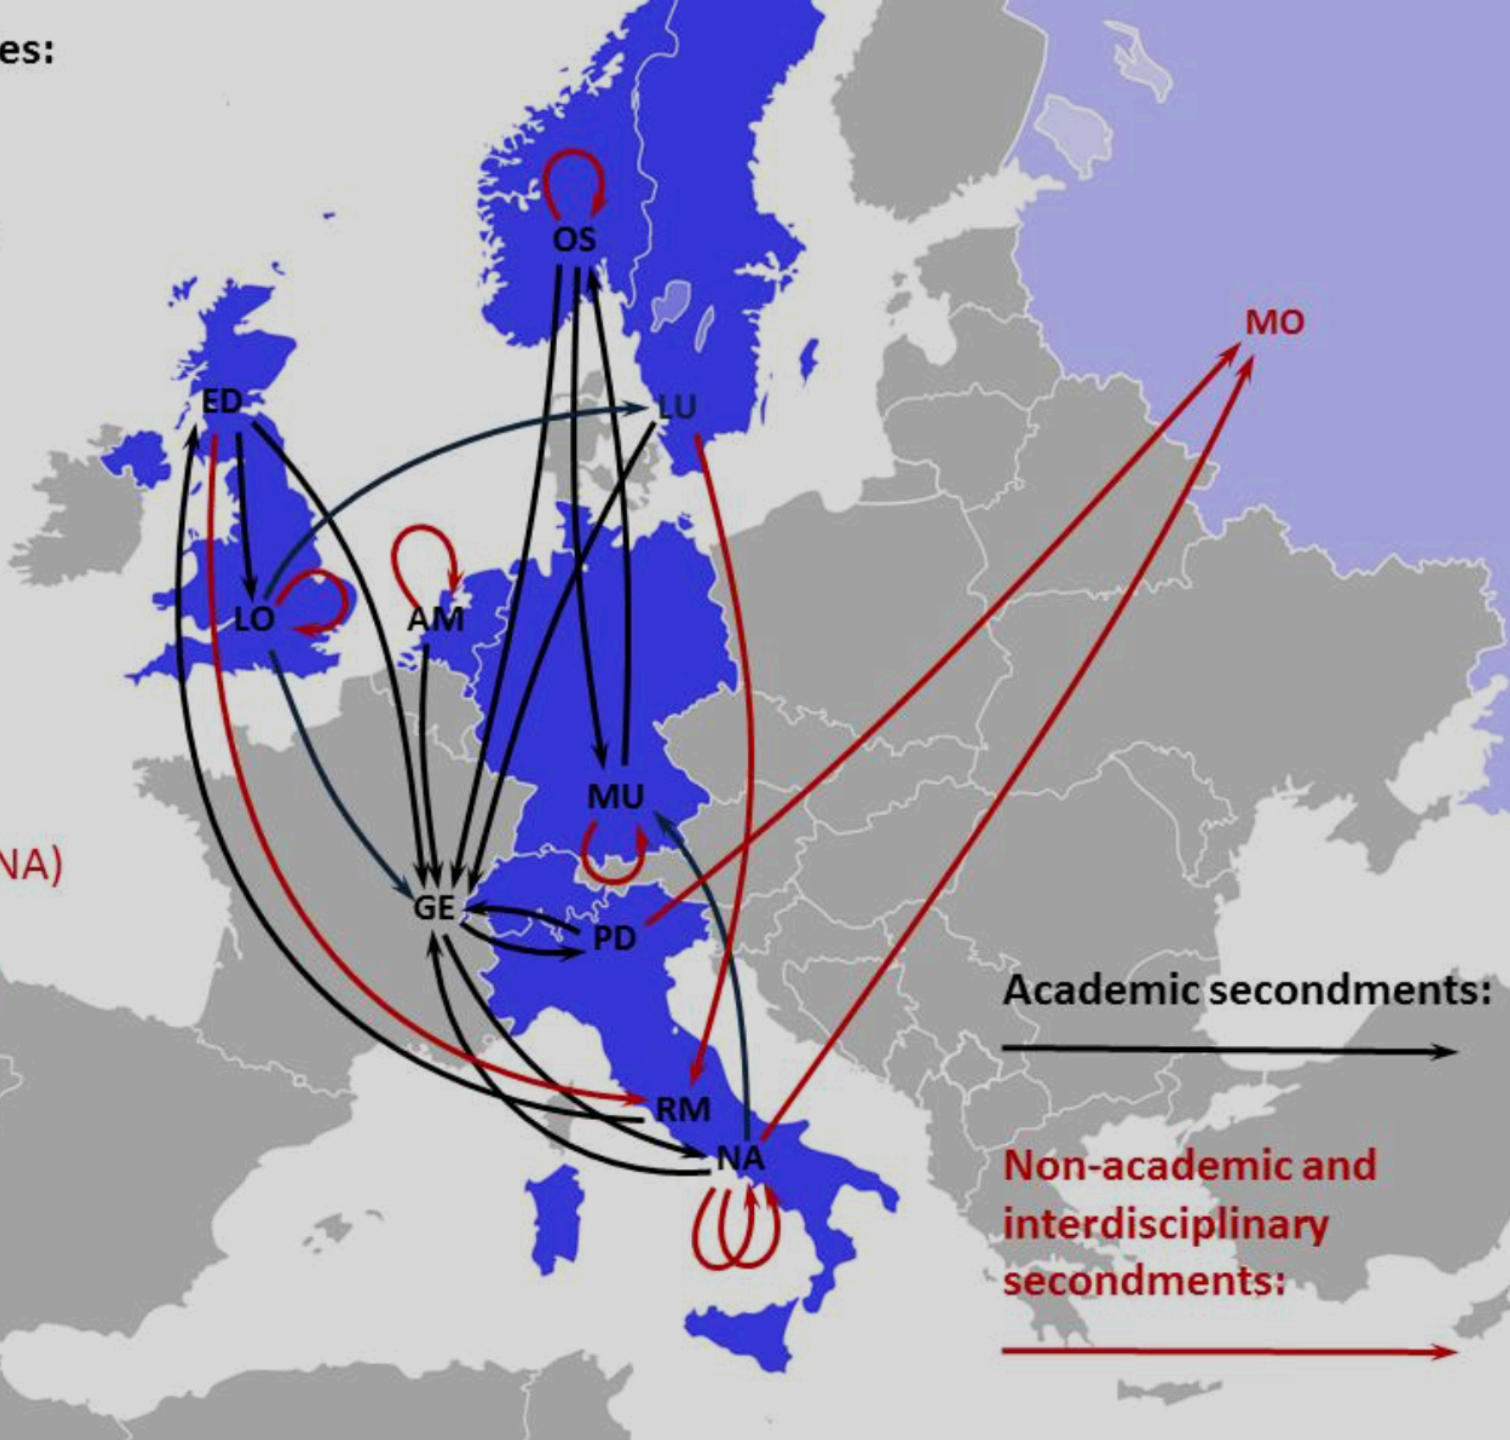 es:
OS
MO
ED
LU
LO
AM
MU
NA)
GE
PD
Academic secondments:
RM
NA
Non-academic and
interdisciplinary
secondments: